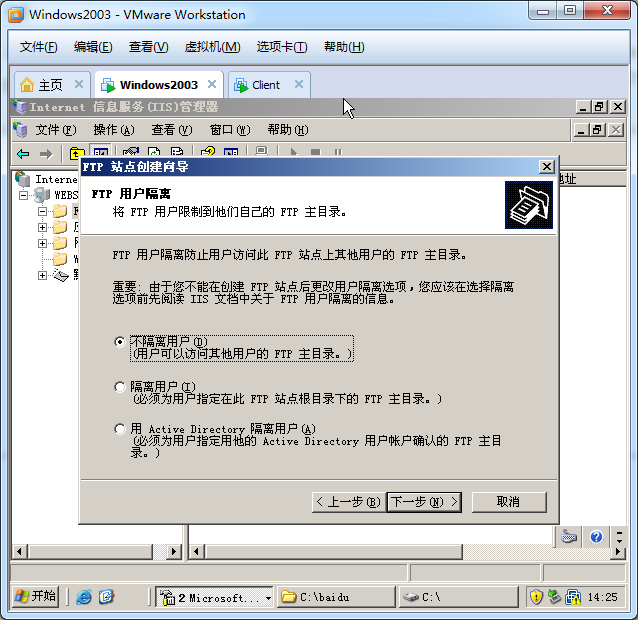 Windows2003 - VMware Workstation
文件(F) 编辑(E) 查看(V) 虚拟机(M) 选项卡(T) 帮助(H)
主页 Windows2003 Client
Internet 信息服务(IIS)管理器
文件(F) 操作(A) 查看(V) 窗口(W) 帮助(H)
FTP 站点创建向导
Interne
WEBS
FTP 用户隔离
将 FTP 用户限制到他们自己的 FTP 主目录。
FTP 用户隔离防止用户访问此 FTP 站点上其他用户的 FTP 主目录。
重要: 由于您不能在创建 FTP 站点后更改用户隔离选项，您应该在选择隔离
选项前先阅读 IIS 文档中关于 FTP 用户隔离的信息。
不隔离用户(D)
(用户可以访问其他用户的 FTP 主目录。)
隔离用户(I)
(必须为用户指定在此 FTP 站点根目录下的 FTP 主目录。)
用 Active Directory 隔离用户(A)
(必须为用户指定用他的 Active Directory 用户帐户确认的 FTP 主目
录。)
< 上一步(B) 下一步(N) > 取消
开始 2 Microsoft... C:\baidu C:\ 14:25